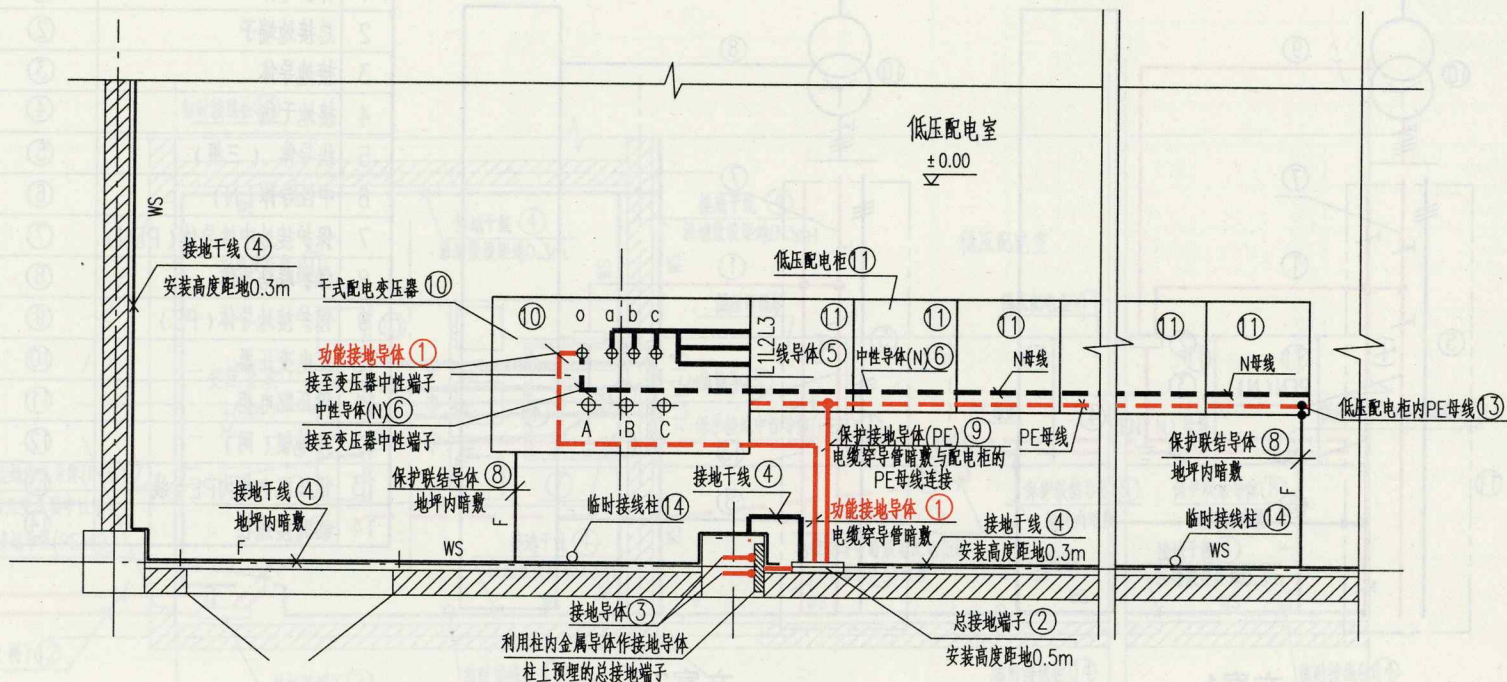 低压配电室
±0.00
WS
接地干线④
安装高度距地0.3m
干式配电变压器⑩
低压配电柜⑪
⑩
o a b c
L1L2L3
⑪ ⑪ ⑪ ⑪ ⑪
功能接地导体①
接至变压器中性端子
线导体⑤
中性导体(N)⑥
N母线
N母线
中性导体(N)⑥
接至变压器中性端子
A B C
低压配电柜内PE母线⑬
保护接地导体(PE)⑨
电缆穿导管暗敷与配电柜的
PE母线连接
PE母线
保护联结导体⑧
地坪内暗敷
F
保护联结导体⑧
地坪内暗敷
F
接地干线④
接地干线④
地坪内暗敷
F
WS
临时接线柱⑭
功能接地导体①
电缆穿导管暗敷
接地干线④
安装高度距地0.3m
临时接线柱⑭
WS
接地导体③
利用柱内金属导体作接地导体
柱上预埋的总接地端子
总接地端子②
安装高度距地0.5m